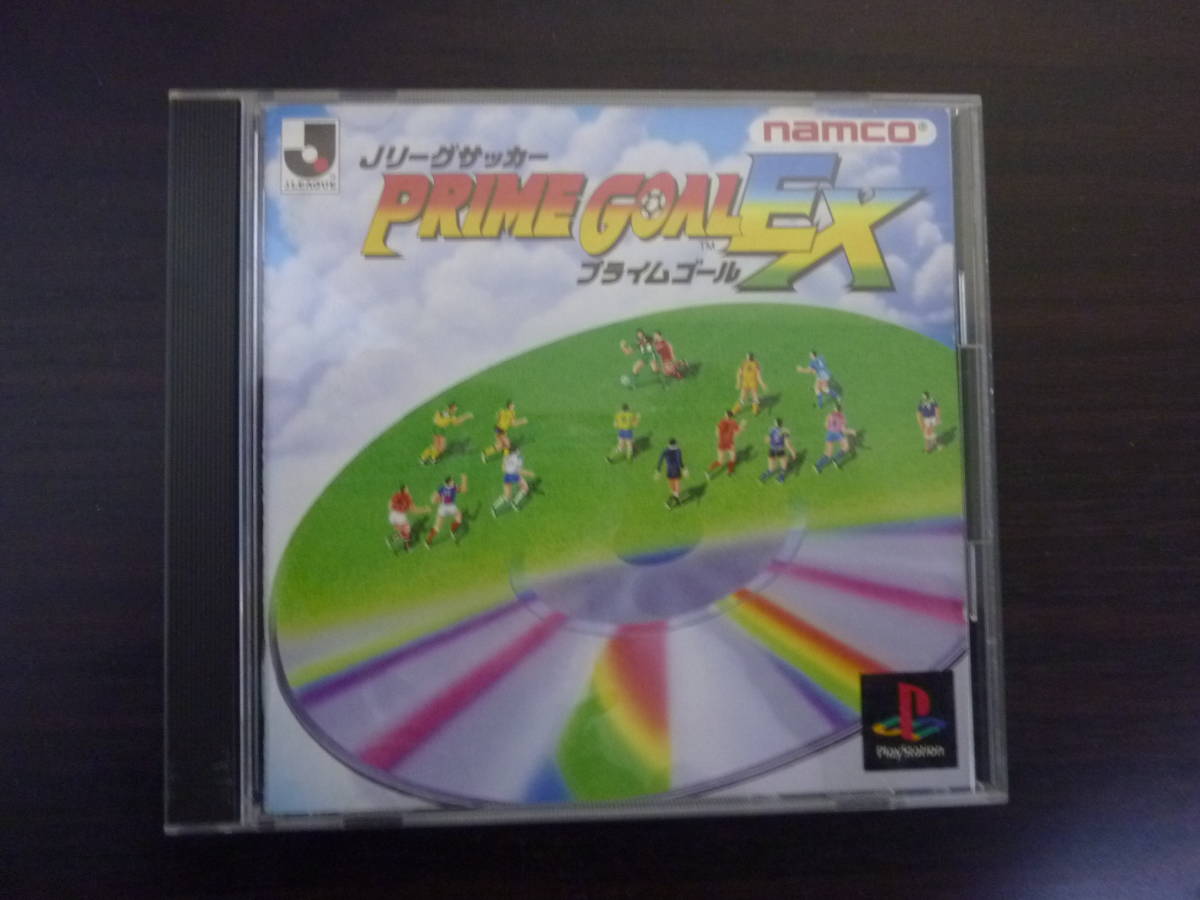 namco®
J.LEAGUE
Jリーグサッカー
PRIME GOAL EX
™
プライムゴール
PlayStation